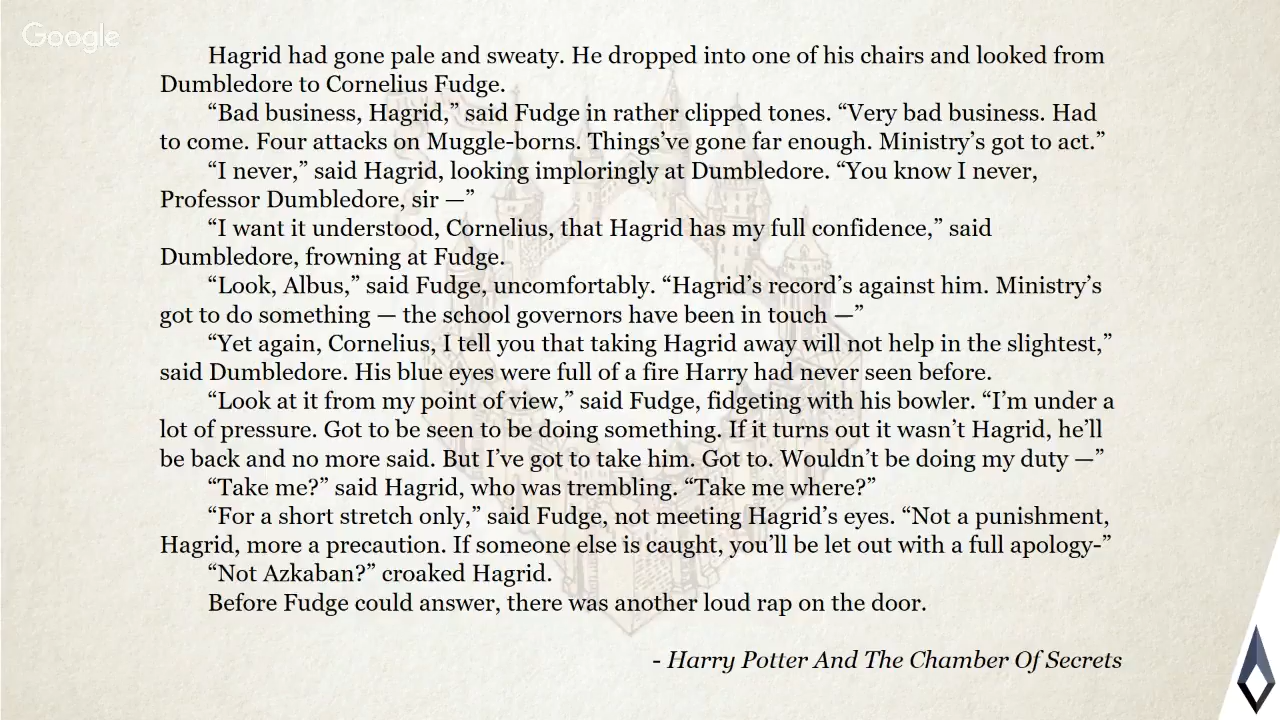 Google
Hagrid had gone pale and sweaty. He dropped into one of his chairs and looked from
Dumbledore to Cornelius Fudge.
“Bad business, Hagrid,” said Fudge in rather clipped tones. “Very bad business. Had
to come. Four attacks on Muggle-borns. Things’ve gone far enough. Ministry’s got to act.”
“I never,” said Hagrid, looking imploringly at Dumbledore. “You know I never,
Professor Dumbledore, sir —”
“I want it understood, Cornelius, that Hagrid has my full confidence,” said
Dumbledore, frowning at Fudge.
“Look, Albus,” said Fudge, uncomfortably. “Hagrid’s record’s against him. Ministry’s
got to do something — the school governors have been in touch —”
“Yet again, Cornelius, I tell you that taking Hagrid away will not help in the slightest,”
said Dumbledore. His blue eyes were full of a fire Harry had never seen before.
“Look at it from my point of view,” said Fudge, fidgeting with his bowler. “I’m under a
lot of pressure. Got to be seen to be doing something. If it turns out it wasn’t Hagrid, he’ll
be back and no more said. But I’ve got to take him. Got to. Wouldn’t be doing my duty —”
“Take me?” said Hagrid, who was trembling. “Take me where?”
“For a short stretch only,” said Fudge, not meeting Hagrid’s eyes. “Not a punishment,
Hagrid, more a precaution. If someone else is caught, you’ll be let out with a full apology-”
“Not Azkaban?” croaked Hagrid.
Before Fudge could answer, there was another loud rap on the door.
- Harry Potter And The Chamber Of Secrets